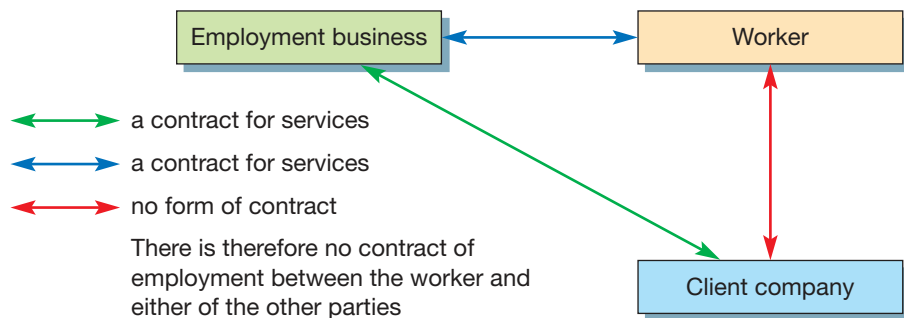 Employment business
Worker
a contract for services
a contract for services
no form of contract
There is therefore no contract of
employment between the worker and
either of the other parties
Client company